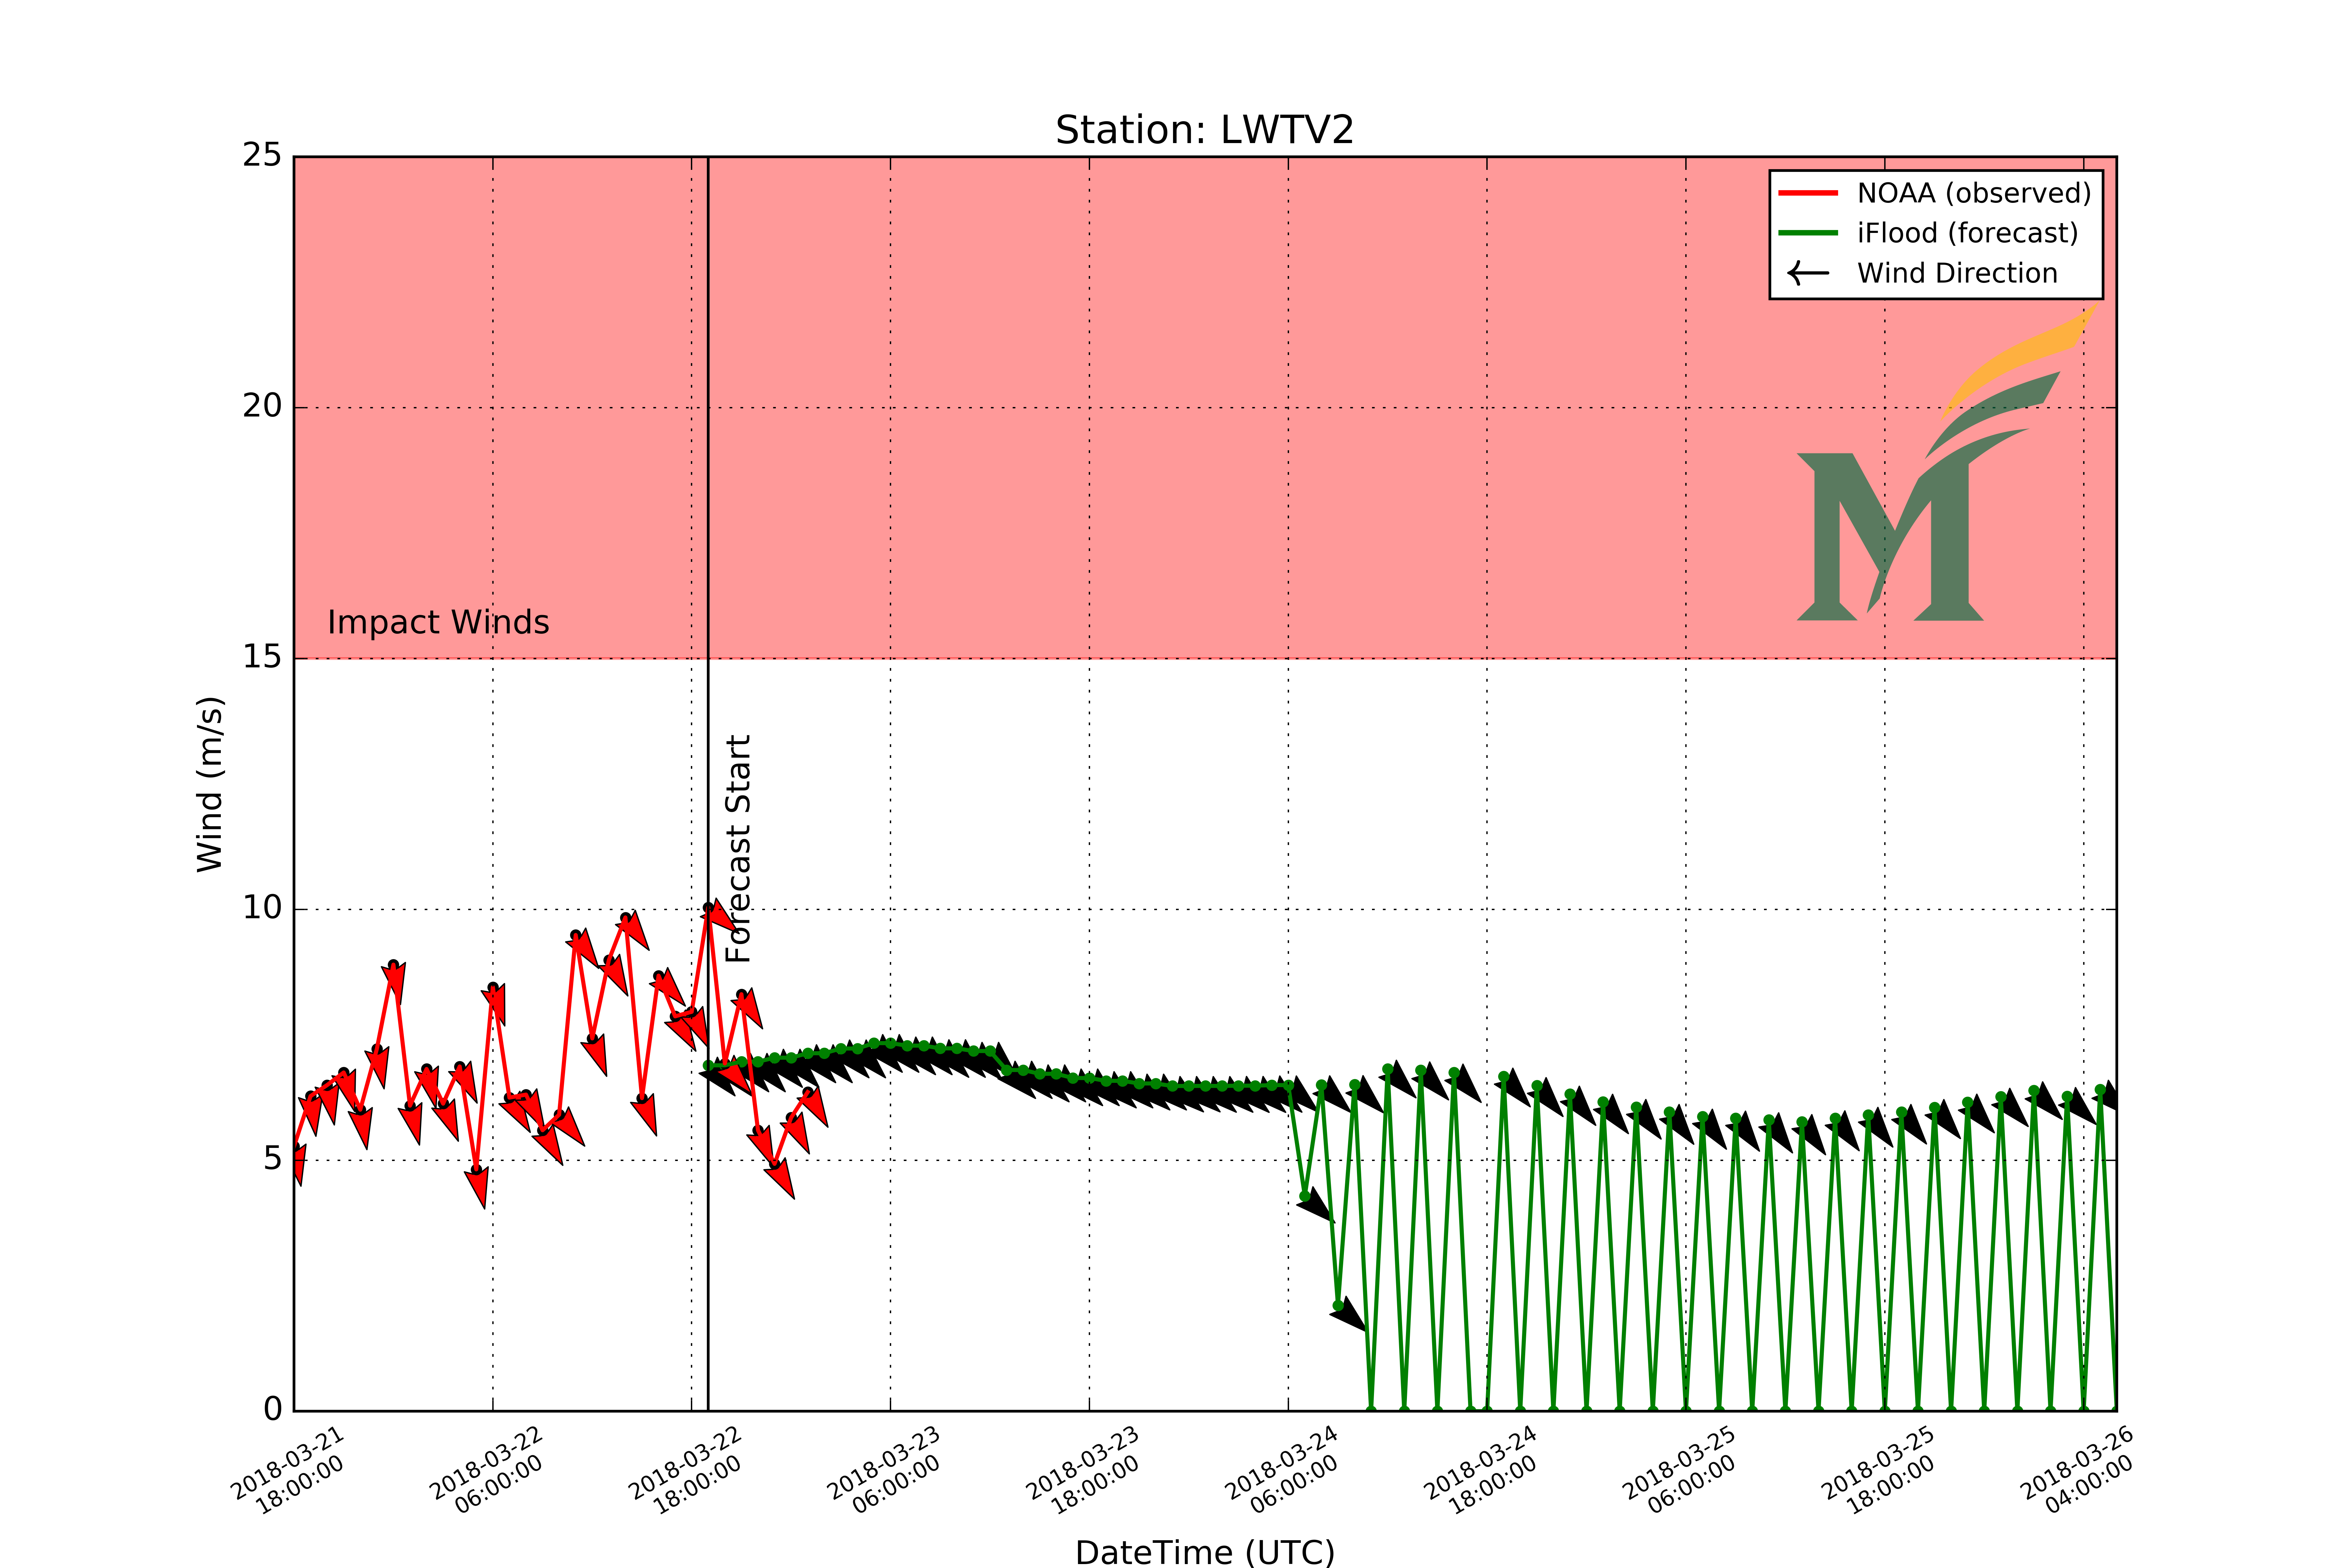 Station: LWTV2
25
20
15
10
5
0
Wind (m/s)
NOAA (observed)
iFlood (forecast)
Wind Direction
M
Impact Winds
Forecast Start
2018-03-21
18:00:00
2018-03-22
06:00:00
2018-03-22
18:00:00
2018-03-23
06:00:00
2018-03-23
18:00:00
2018-03-24
06:00:00
2018-03-24
18:00:00
2018-03-25
06:00:00
2018-03-25
18:00:00
2018-03-26
04:00:00
DateTime (UTC)